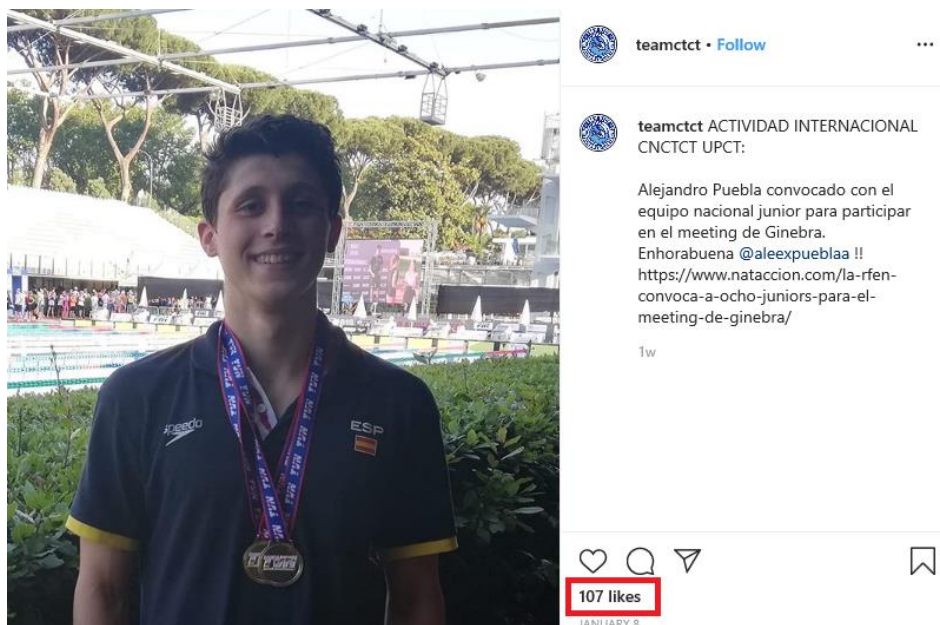 teamctct • Follow
teamctct ACTIVIDAD INTERNACIONAL
CNCTCT UPCT:
Alejandro Puebla convocado con el
equipo nacional junior para participar
en el meeting de Ginebra.
Enhorabuena @aleexpueblaa !!
https://www.nataccion.com/la-rfen-
convoca-a-ocho-juniors-para-el-
meeting-de-ginebra/
1w
speedo
ESP
107 likes
JANUARY 8